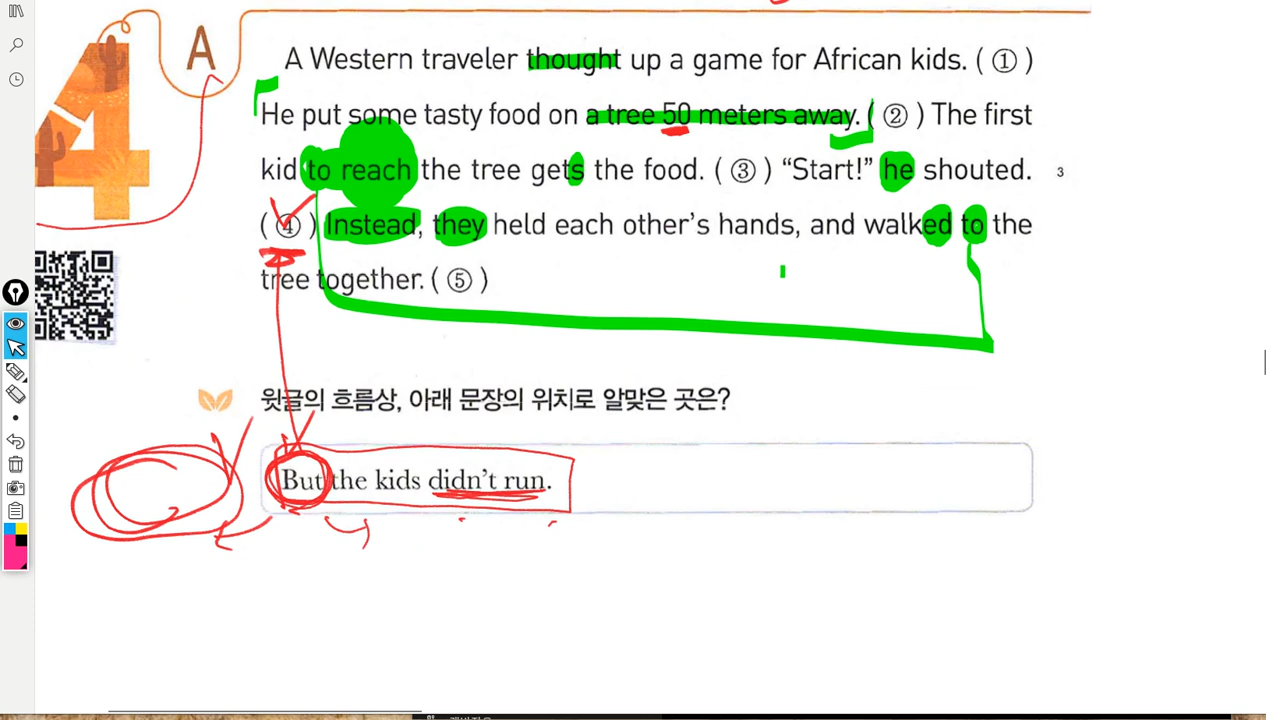 4
A
A Western traveler thought up a game for African kids. ( ① )
He put some tasty food on a tree 50 meters away. ( ② ) The first
kid to reach the tree gets the food. ( ③ ) “Start!” he shouted.
3
( ④ ) Instead, they held each other’s hands, and walked to the
tree together. ( ⑤ )
윗글의 흐름상, 아래 문장의 위치로 알맞은 곳은?
But the kids didn’t run.